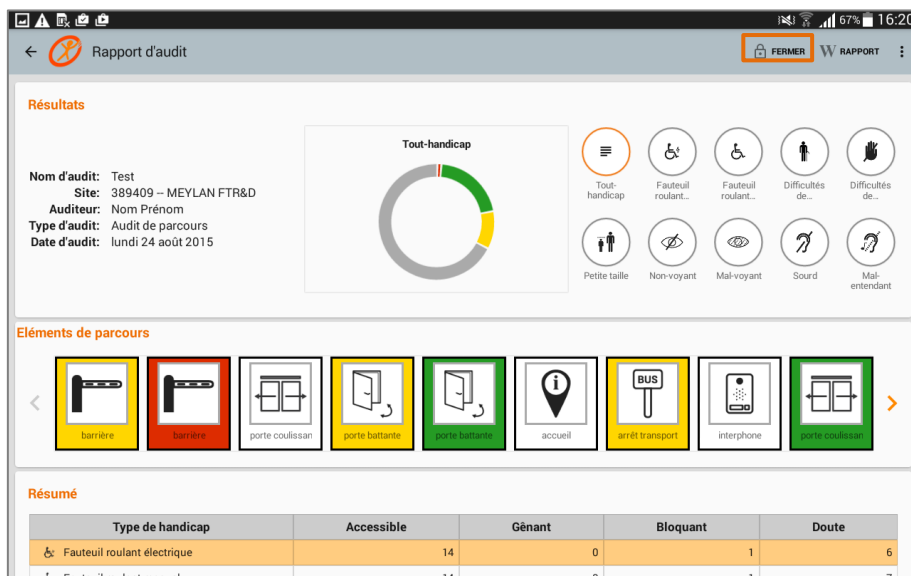 67% 16:20
Rapport d'audit
FERMER
W RAPPORT
Résultats
Nom d'audit: Test
Site: 389409 -- MEYLAN FTR&D
Auditeur: Nom Prénom
Type d'audit: Audit de parcours
Date d'audit: lundi 24 août 2015
Tout-handicap
Tout-
handicap
Fauteuil
roulant...
Fauteuil
roulant...
Difficultés
de...
Difficultés
de...
Petite taille
Non-voyant
Mal-voyant
Sourd
Mal-
entendant
Eléments de parcours
barrière
barrière
porte coulissan
porte battante
porte battante
accueil
BUS
arrêt transport
interphone
porte coulissan
Résumé
Type de handicap Accessible Gênant Bloquant Doute
Fauteuil roulant électrique 14 0 1 6